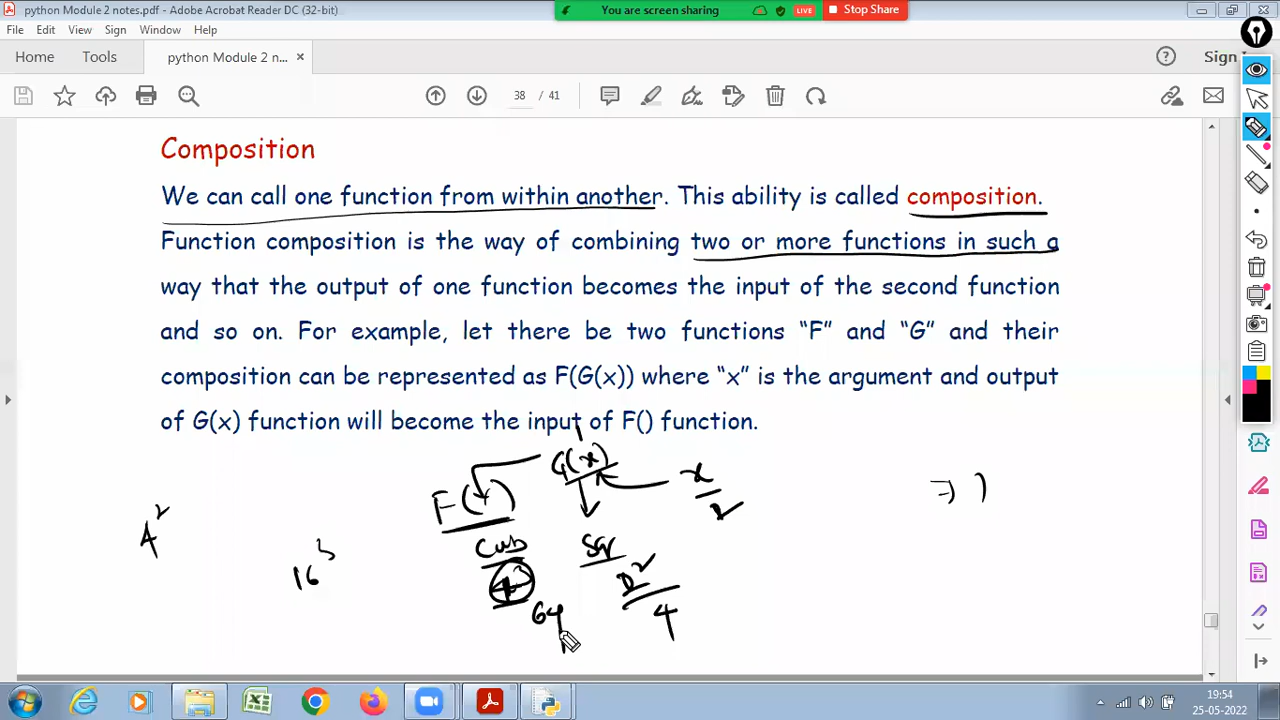 python Module 2 notes.pdf - Adobe Acrobat Reader DC (32-bit)
You are screen sharing
LIVE
Stop Share
File Edit View Sign Window Help
Home Tools python Module 2 n... ×
Sign
38 / 41
Composition
We can call one function from within another. This ability is called composition.
Function composition is the way of combining two or more functions in such a
way that the output of one function becomes the input of the second function
and so on. For example, let there be two functions “F” and “G” and their
composition can be represented as F(G(x)) where “x” is the argument and output
of G(x) function will become the input of F() function.
G(x) x
F( ) 2
4²
Cub Sq
16³
2²
64 4
19:54
25-05-2022